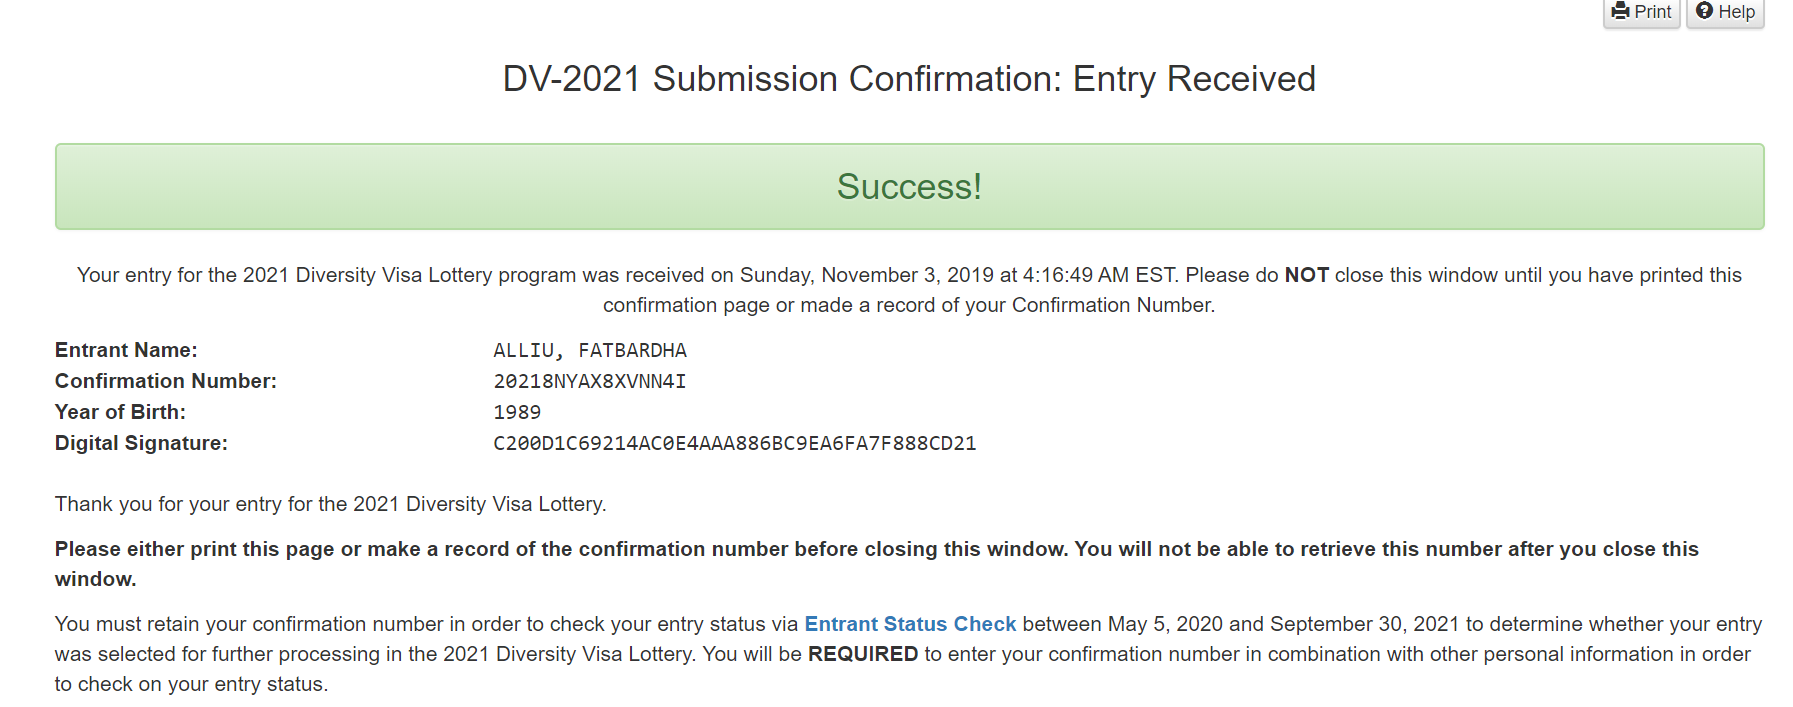 Print Help
DV-2021 Submission Confirmation: Entry Received
Success!
Your entry for the 2021 Diversity Visa Lottery program was received on Sunday, November 3, 2019 at 4:16:49 AM EST. Please do NOT close this window until you have printed this
confirmation page or made a record of your Confirmation Number.
Entrant Name: ALLIU, FATBARDHA
Confirmation Number: 20218NYAX8XVNN4I
Year of Birth: 1989
Digital Signature: C200D1C69214AC0E4AAA886BC9EA6FA7F888CD21
Thank you for your entry for the 2021 Diversity Visa Lottery.
Please either print this page or make a record of the confirmation number before closing this window. You will not be able to retrieve this number after you close this
window.
You must retain your confirmation number in order to check your entry status via Entrant Status Check between May 5, 2020 and September 30, 2021 to determine whether your entry
was selected for further processing in the 2021 Diversity Visa Lottery. You will be REQUIRED to enter your confirmation number in combination with other personal information in order
to check on your entry status.